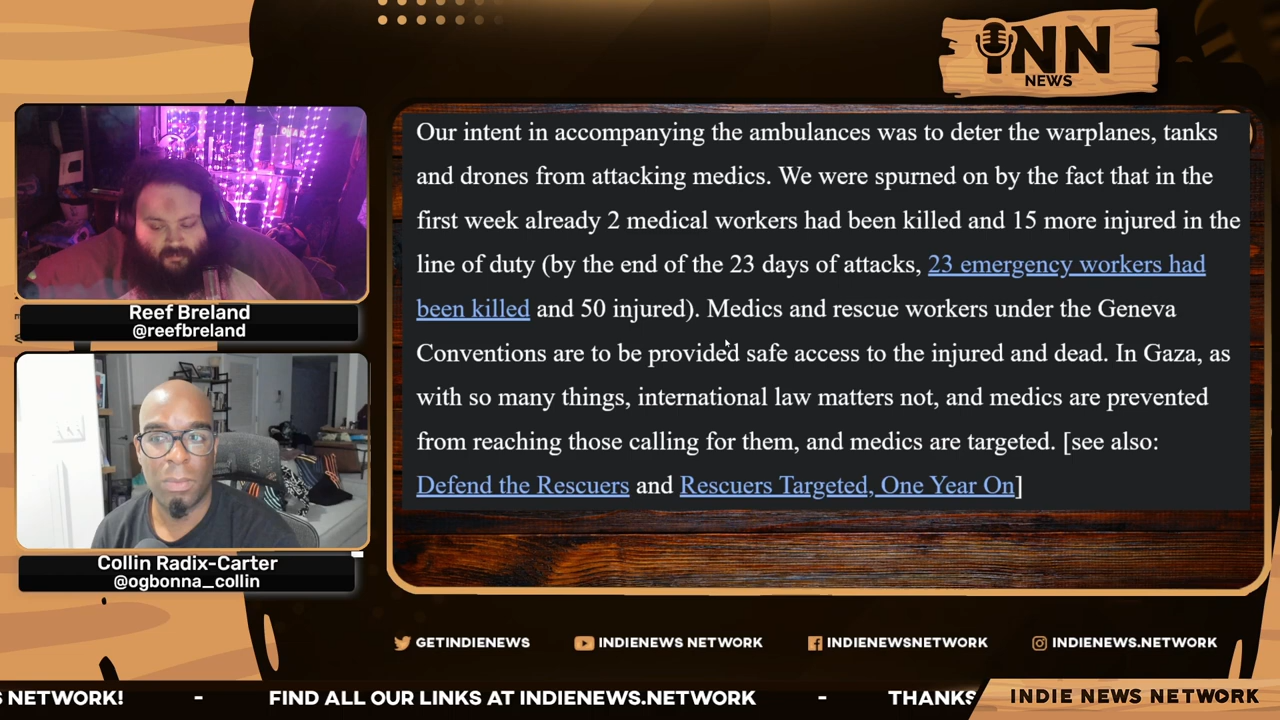 INN
NEWS
Our intent in accompanying the ambulances was to deter the warplanes, tanks
and drones from attacking medics. We were spurned on by the fact that in the
first week already 2 medical workers had been killed and 15 more injured in the
line of duty (by the end of the 23 days of attacks, 23 emergency workers had
been killed and 50 injured). Medics and rescue workers under the Geneva
Conventions are to be provided safe access to the injured and dead. In Gaza, as
with so many things, international law matters not, and medics are prevented
from reaching those calling for them, and medics are targeted. [see also:
Defend the Rescuers and Rescuers Targeted, One Year On]
Reef Breland
@reefbreland
Collin Radix-Carter
@ogbonna_collin
GETINDIENEWS INDIENEWS NETWORK INDIENEWSNETWORK INDIENEWS.NETWORK
S NETWORK! - FIND ALL OUR LINKS AT INDIENEWS.NETWORK - THANKS
INDIE NEWS NETWORK